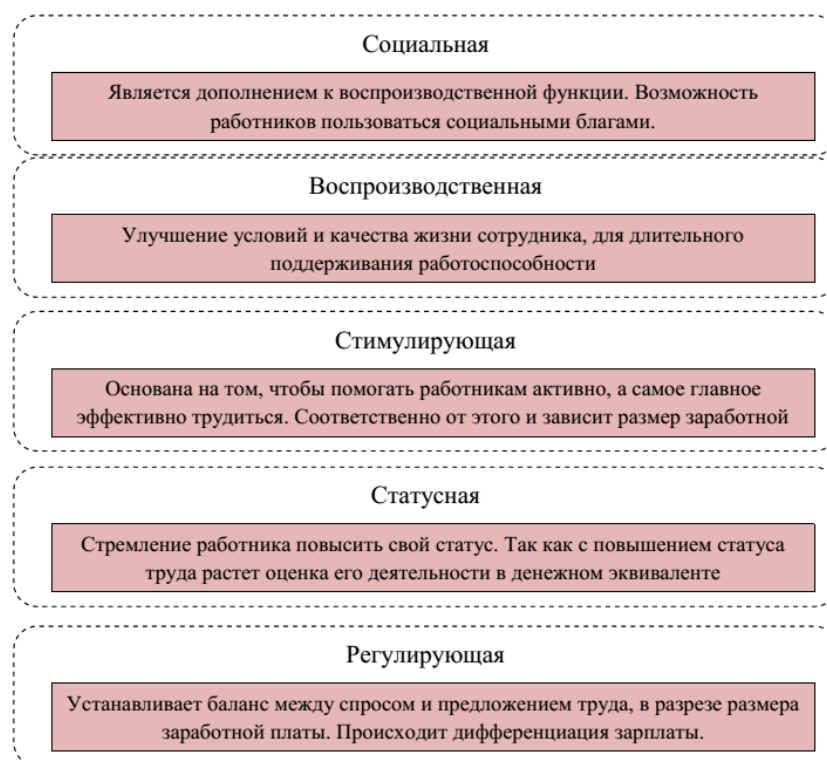 Социальная
Является дополнением к воспроизводственной функции. Возможность
работников пользоваться социальными благами.
Воспроизводственная
Улучшение условий и качества жизни сотрудника, для длительного
поддерживания работоспособности
Стимулирующая
Основана на том, чтобы помогать работникам активно, а самое главное
эффективно трудиться. Соответственно от этого и зависит размер заработной
Статусная
Стремление работника повысить свой статус. Так как с повышением статуса
труда растет оценка его деятельности в денежном эквиваленте
Регулирующая
Устанавливает баланс между спросом и предложением труда, в разрезе размера
заработной платы. Происходит дифференциация зарплаты.